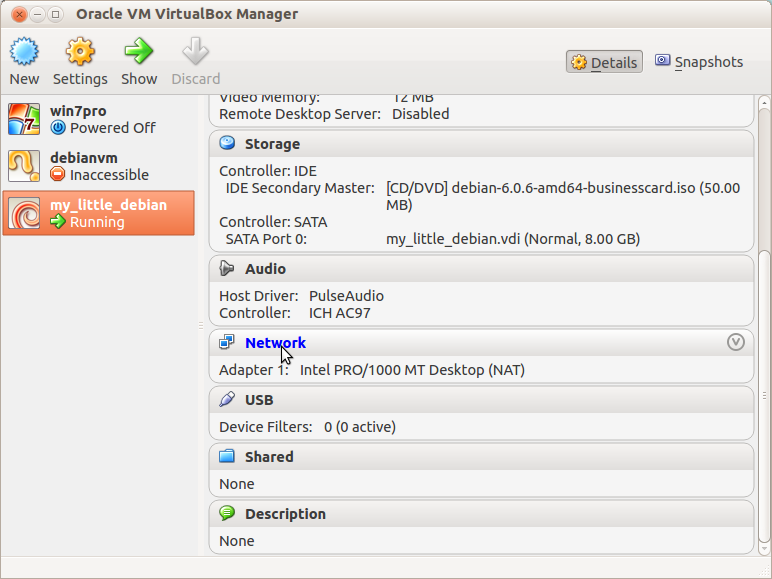 Oracle VM VirtualBox Manager
New Settings Show Discard
Details Snapshots
win7pro
Powered Off
debianvm
Inaccessible
my_little_debian
Running
Video Memory: 12 MB
Remote Desktop Server: Disabled
Storage
Controller: IDE
IDE Secondary Master: [CD/DVD] debian-6.0.6-amd64-businesscard.iso (50.00
MB)
Controller: SATA
SATA Port 0: my_little_debian.vdi (Normal, 8.00 GB)
Audio
Host Driver: PulseAudio
Controller: ICH AC97
Network
Adapter 1: Intel PRO/1000 MT Desktop (NAT)
USB
Device Filters: 0 (0 active)
Shared
None
Description
None